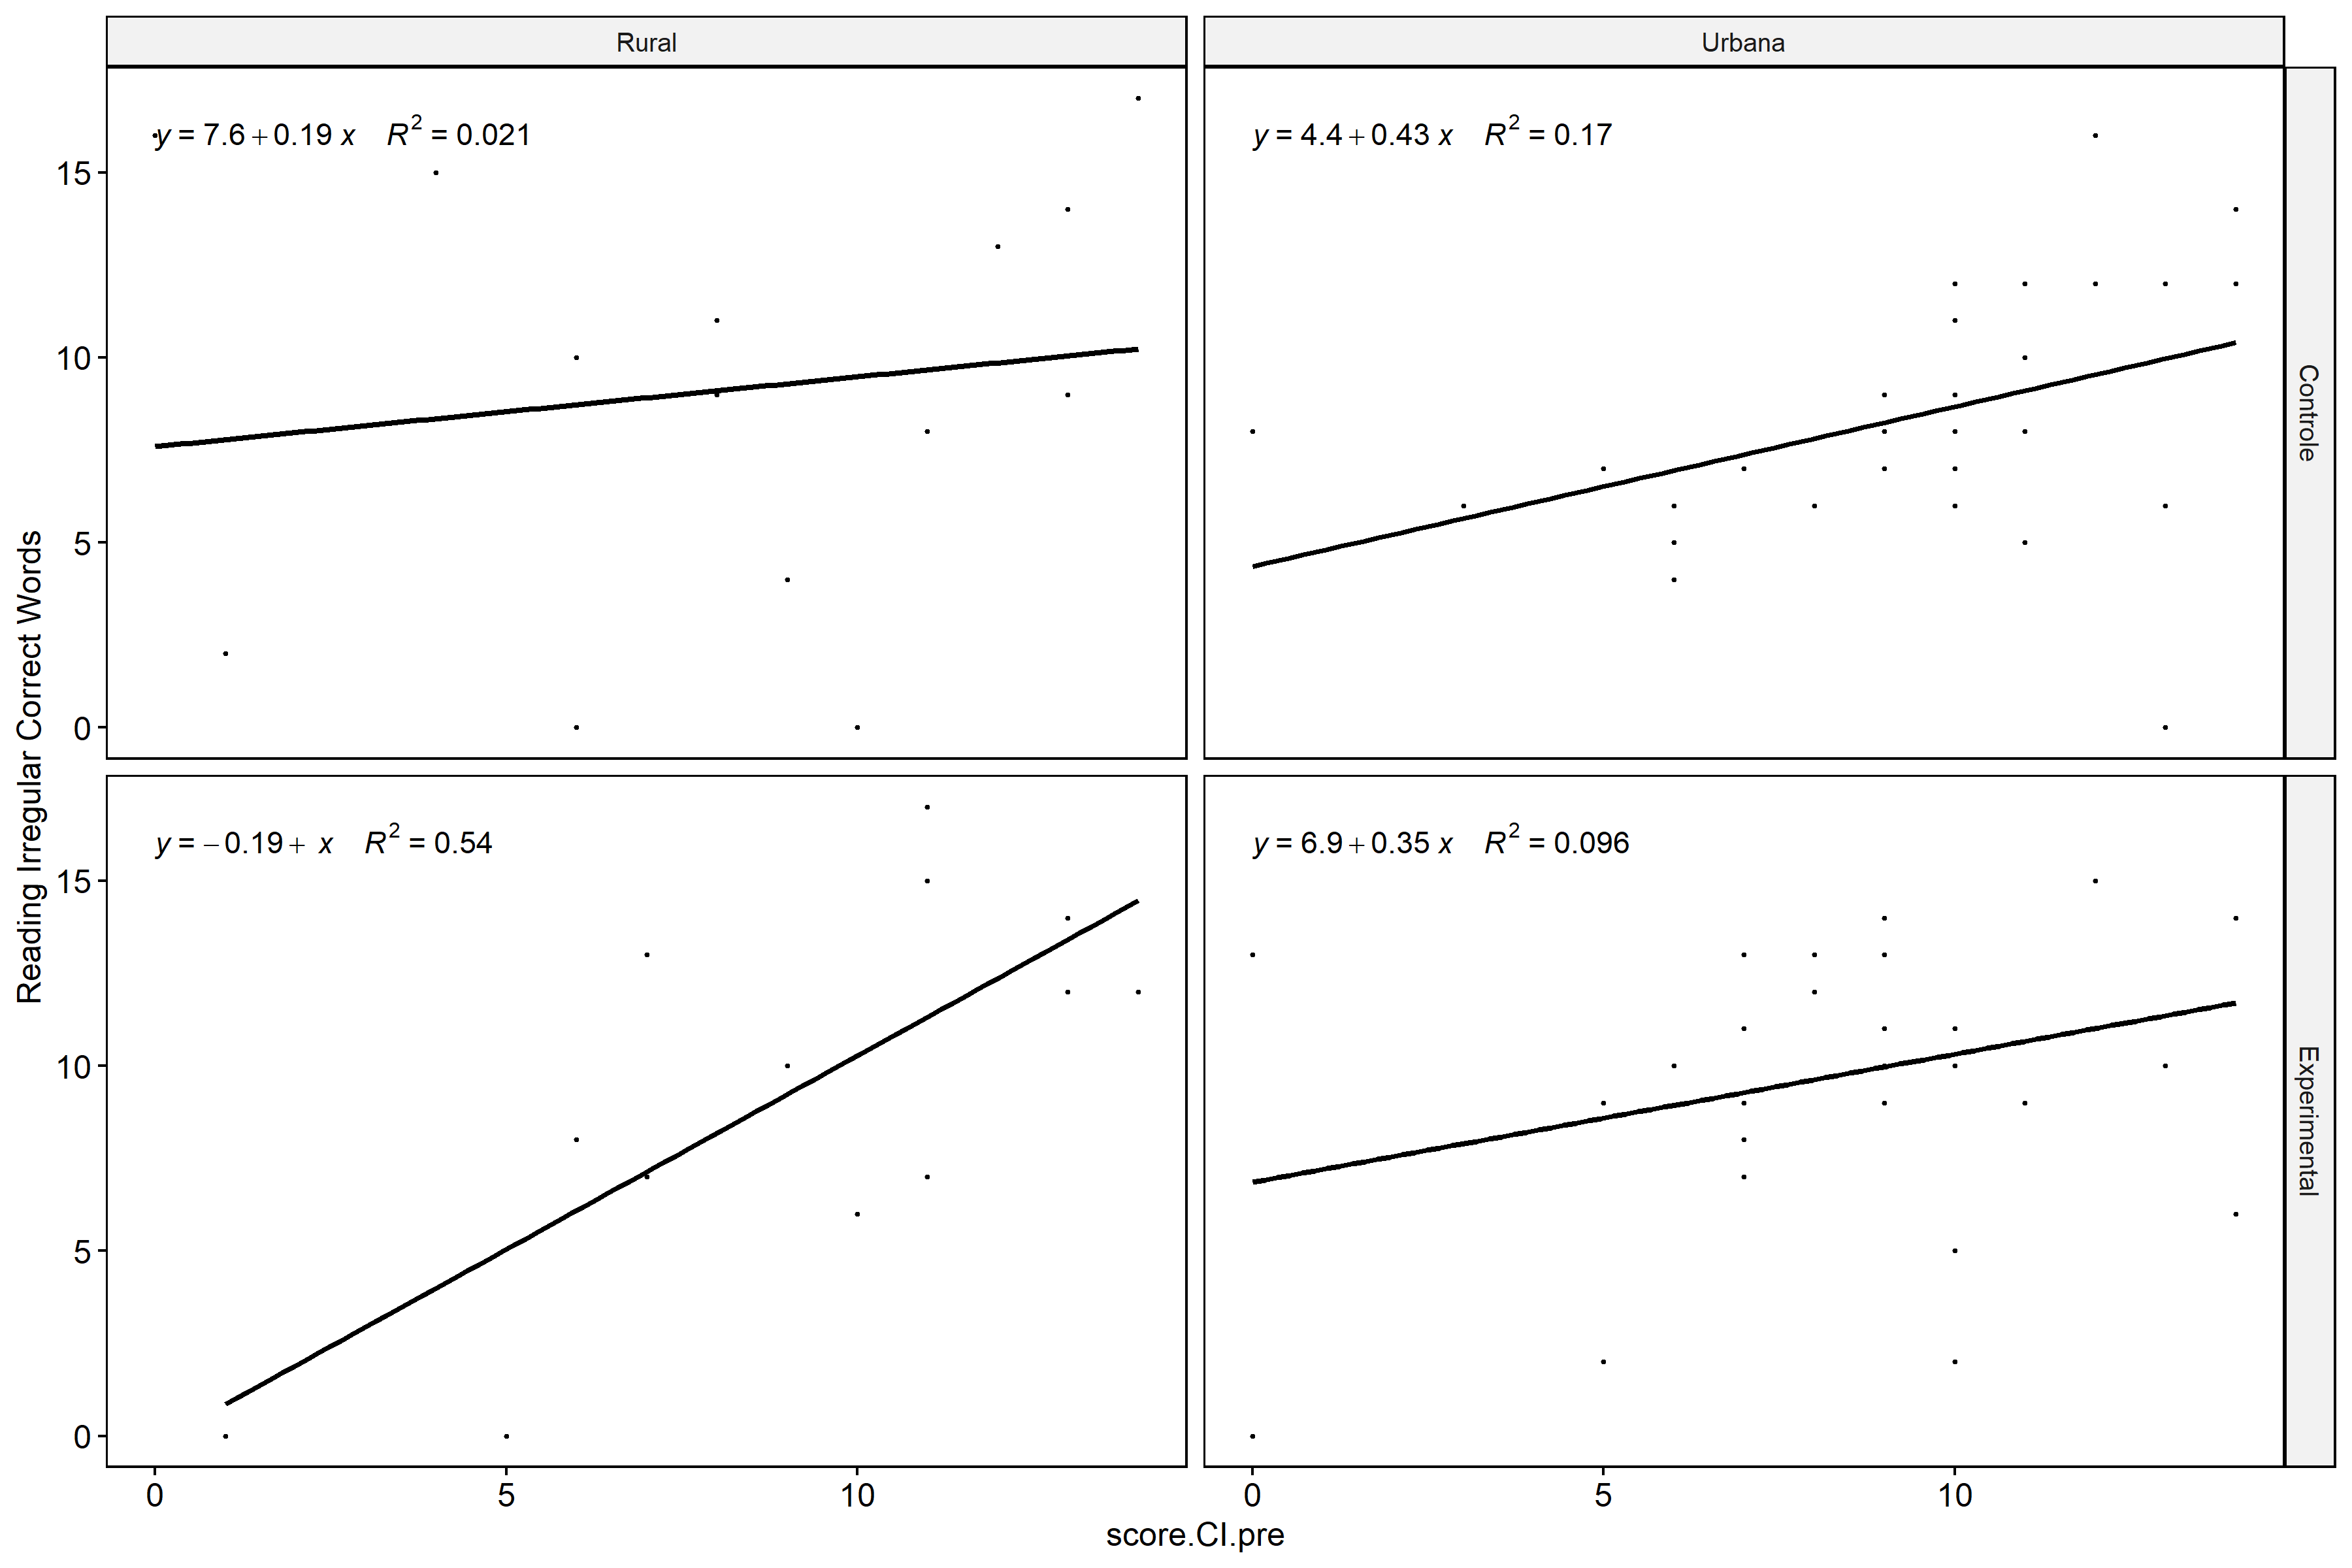 Rural
Urbana
y = 7.6 + 0.19 x R² = 0.021
y = 4.4 + 0.43 x R² = 0.17
15
10
5
0
Controle
y = − 0.19 + x R² = 0.54
y = 6.9 + 0.35 x R² = 0.096
15
10
5
0
Experimental
Reading Irregular Correct Words
0 5 10
0 5 10
score.CI.pre